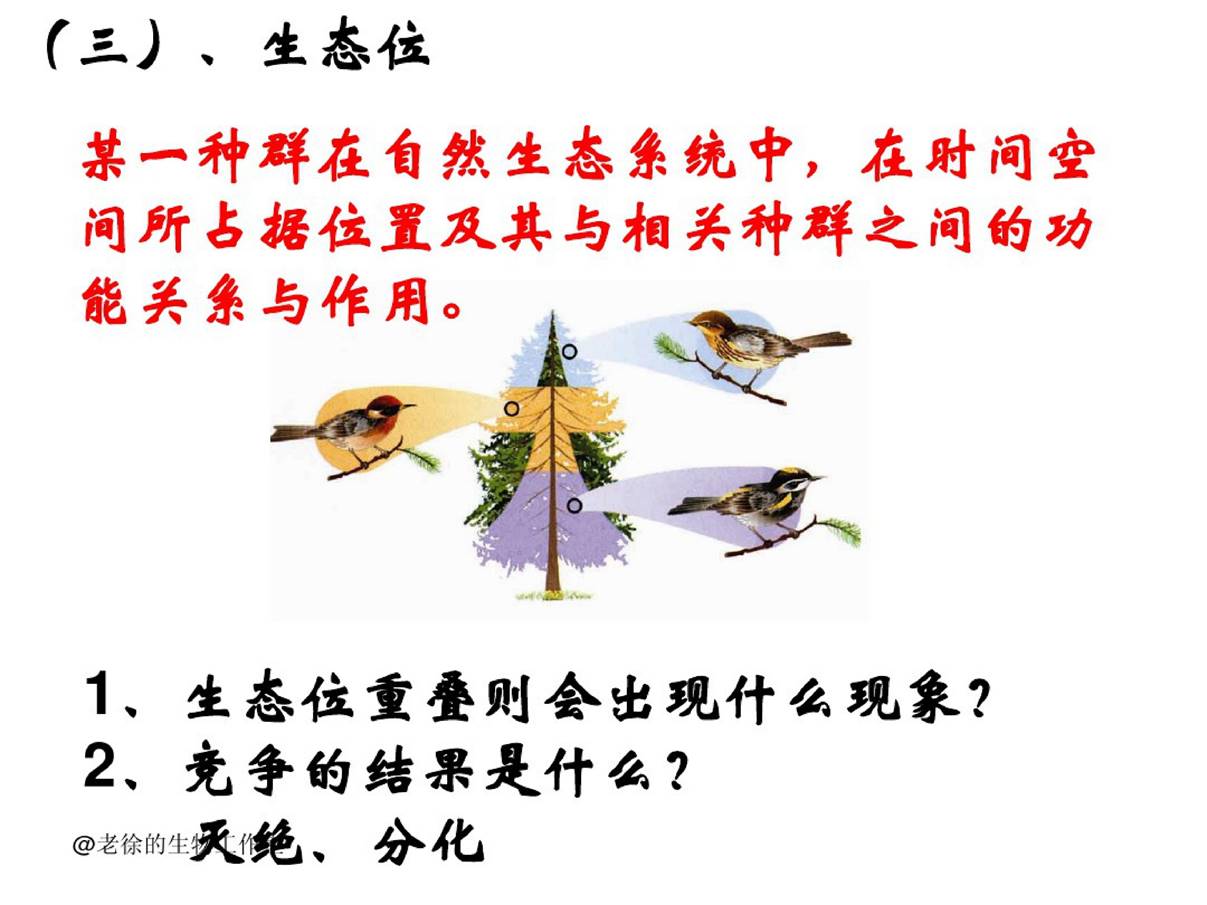 （三）、生态位
某一种群在自然生态系统中，在时间空
间所占据位置及其与相关种群之间的功
能关系与作用。
1、生态位重叠则会出现什么现象？
2、竞争的结果是什么？
灭绝、分化
@老徐的生物工作